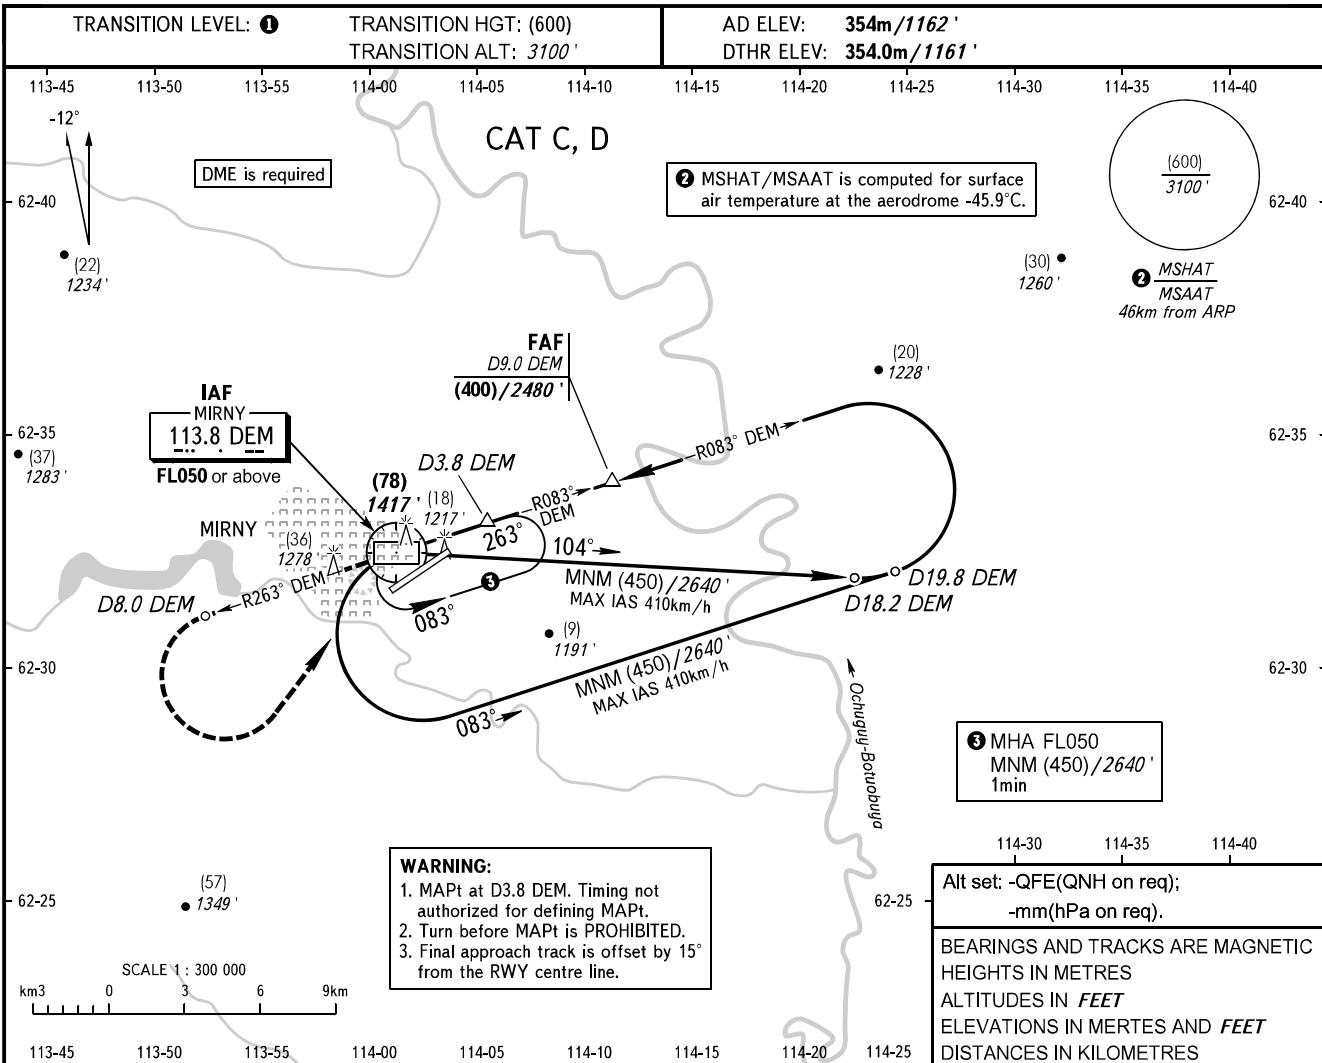 TRANSITION LEVEL: ❶
TRANSITION HGT: (600)
TRANSITION ALT: 3100 '
AD ELEV: 354m/1162 '
DTHR ELEV: 354.0m/1161 '
113-45 113-50 113-55 114-00 114-05 114-10 114-15 114-20 114-25 114-30 114-35 114-40
-12°
CAT C, D
DME is required
❷ MSHAT/MSAAT is computed for surface
air temperature at the aerodrome -45.9°C.
(600)
3100 '
62-40
62-40
(22)
1234 '
(30)
1260 '
❷ MSHAT
MSAAT
46km from ARP
FAF
D9.0 DEM
(400)/2480 '
(20)
1228 '
IAF
MIRNY
113.8 DEM
FL050 or above
62-35
62-35
(37)
1283 '
R083° DEM
D3.8 DEM
(78)
1417 '
(18)
1217 '
R083°
DEM
MIRNY
(36)
1278 '
263°
104°
MNM (450)/2640 '
MAX IAS 410km/h
D19.8 DEM
D18.2 DEM
R263° DEM
D8.0 DEM
❸
083°
(9)
1191 '
62-30
62-30
MNM (450)/2640 '
MAX IAS 410km/h
083°
Ochuguy-Botuobuya
❸ MHA FL050
MNM (450)/2640 '
1min
114-30 114-35 114-40
WARNING:
1. MAPt at D3.8 DEM. Timing not
authorized for defining MAPt.
2. Turn before MAPt is PROHIBITED.
3. Final approach track is offset by 15°
from the RWY centre line.
(57)
1349 '
62-25
62-25
Alt set: -QFE(QNH on req);
-mm(hPa on req).
BEARINGS AND TRACKS ARE MAGNETIC
HEIGHTS IN METRES
ALTITUDES IN FEET
ELEVATIONS IN MERTES AND FEET
DISTANCES IN KILOMETRES
SCALE 1 : 300 000
km3 0 3 6 9km
113-45 113-50 113-55 114-00 114-05 114-10 114-15 114-20 114-25